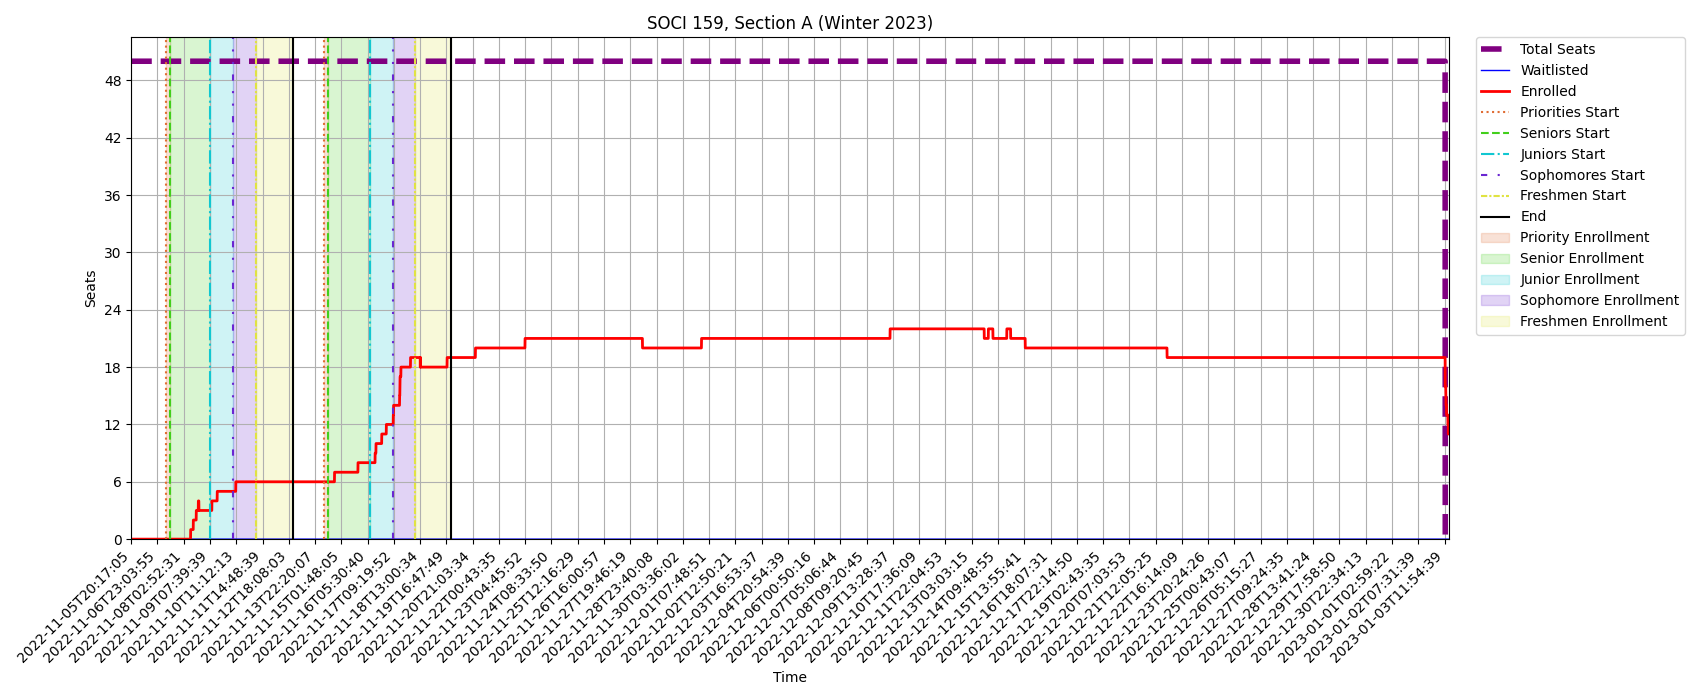 SOCI 159, Section A (Winter 2023)
Total Seats
Waitlisted
Enrolled
Priorities Start
Seniors Start
Juniors Start
Sophomores Start
Freshmen Start
End
Priority Enrollment
Senior Enrollment
Junior Enrollment
Sophomore Enrollment
Freshmen Enrollment
Seats
48
42
36
30
24
18
12
6
0
2022-11-05T20:17:05
2022-11-06T23:03:55
2022-11-08T02:52:31
2022-11-09T07:39:39
2022-11-10T11:12:13
2022-11-11T14:48:39
2022-11-12T18:08:03
2022-11-13T22:20:07
2022-11-15T01:48:05
2022-11-16T05:30:40
2022-11-17T09:19:52
2022-11-18T13:00:34
2022-11-19T16:47:49
2022-11-20T21:03:34
2022-11-22T00:43:35
2022-11-23T04:45:52
2022-11-24T08:33:50
2022-11-25T12:16:29
2022-11-26T16:00:57
2022-11-27T19:46:19
2022-11-28T23:40:08
2022-11-30T03:36:02
2022-12-01T07:48:51
2022-12-02T12:50:21
2022-12-03T16:53:37
2022-12-04T20:54:39
2022-12-06T00:50:16
2022-12-07T05:06:44
2022-12-08T09:20:45
2022-12-09T13:28:37
2022-12-10T17:36:09
2022-12-11T22:04:53
2022-12-13T03:03:15
2022-12-14T09:48:55
2022-12-15T13:55:41
2022-12-16T18:07:31
2022-12-17T22:14:50
2022-12-19T02:43:35
2022-12-20T07:03:53
2022-12-21T12:05:25
2022-12-22T16:14:09
2022-12-23T20:24:26
2022-12-25T00:43:07
2022-12-26T05:15:27
2022-12-27T09:24:35
2022-12-28T13:41:24
2022-12-29T17:58:50
2022-12-30T22:34:13
2023-01-01T02:59:22
2023-01-02T07:31:39
2023-01-03T11:54:39
Time